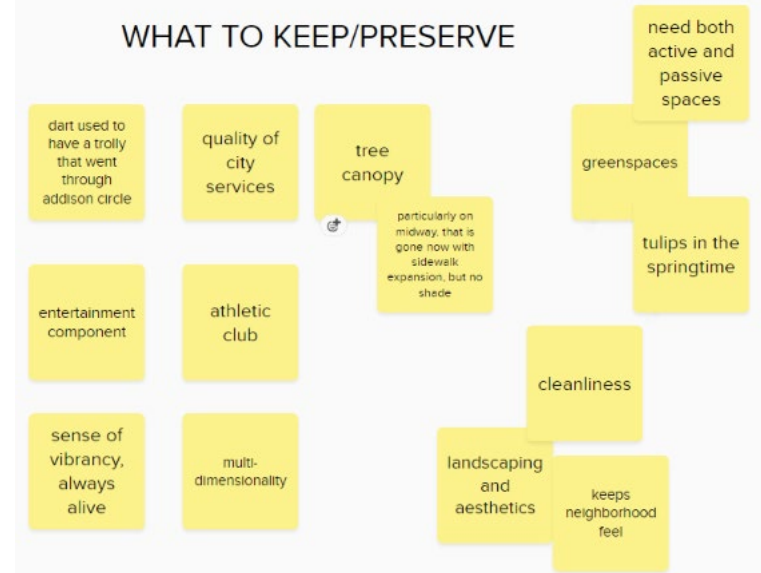 WHAT TO KEEP/PRESERVE
dart used to
have a trolly
that went
through
addison circle
quality of
city
services
tree
canopy
particularly on
midway, that is
gone now with
sidewalk
expansion, but no
shade
need both
active and
passive
spaces
greenspaces
tulips in the
springtime
entertainment
component
athletic
club
cleanliness
sense of
vibrancy,
always
alive
multi-
dimensionality
landscaping
and
aesthetics
keeps
neighborhood
feel